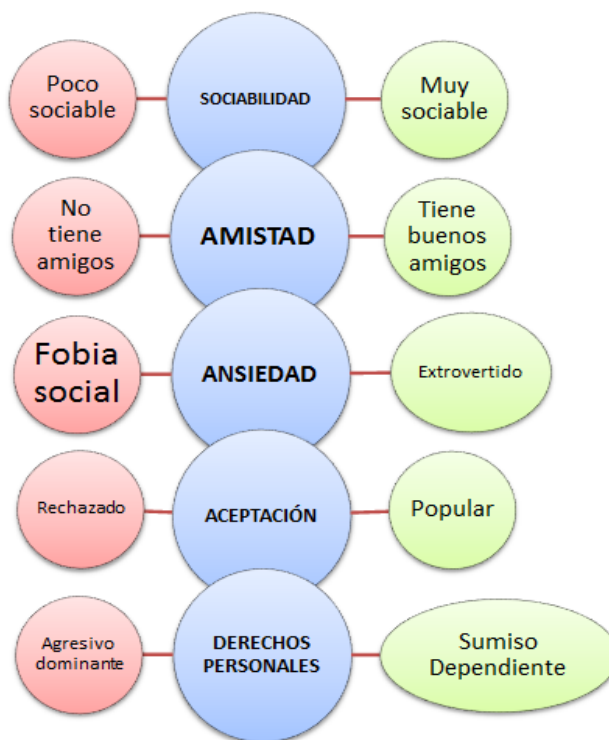 Poco
sociable
SOCIABILIDAD
Muy
sociable
No
tiene
amigos
AMISTAD
Tiene
buenos
amigos
Fobia
social
ANSIEDAD
Extrovertido
Rechazado
ACEPTACIÓN
Popular
Agresivo
dominante
DERECHOS
PERSONALES
Sumiso
Dependiente